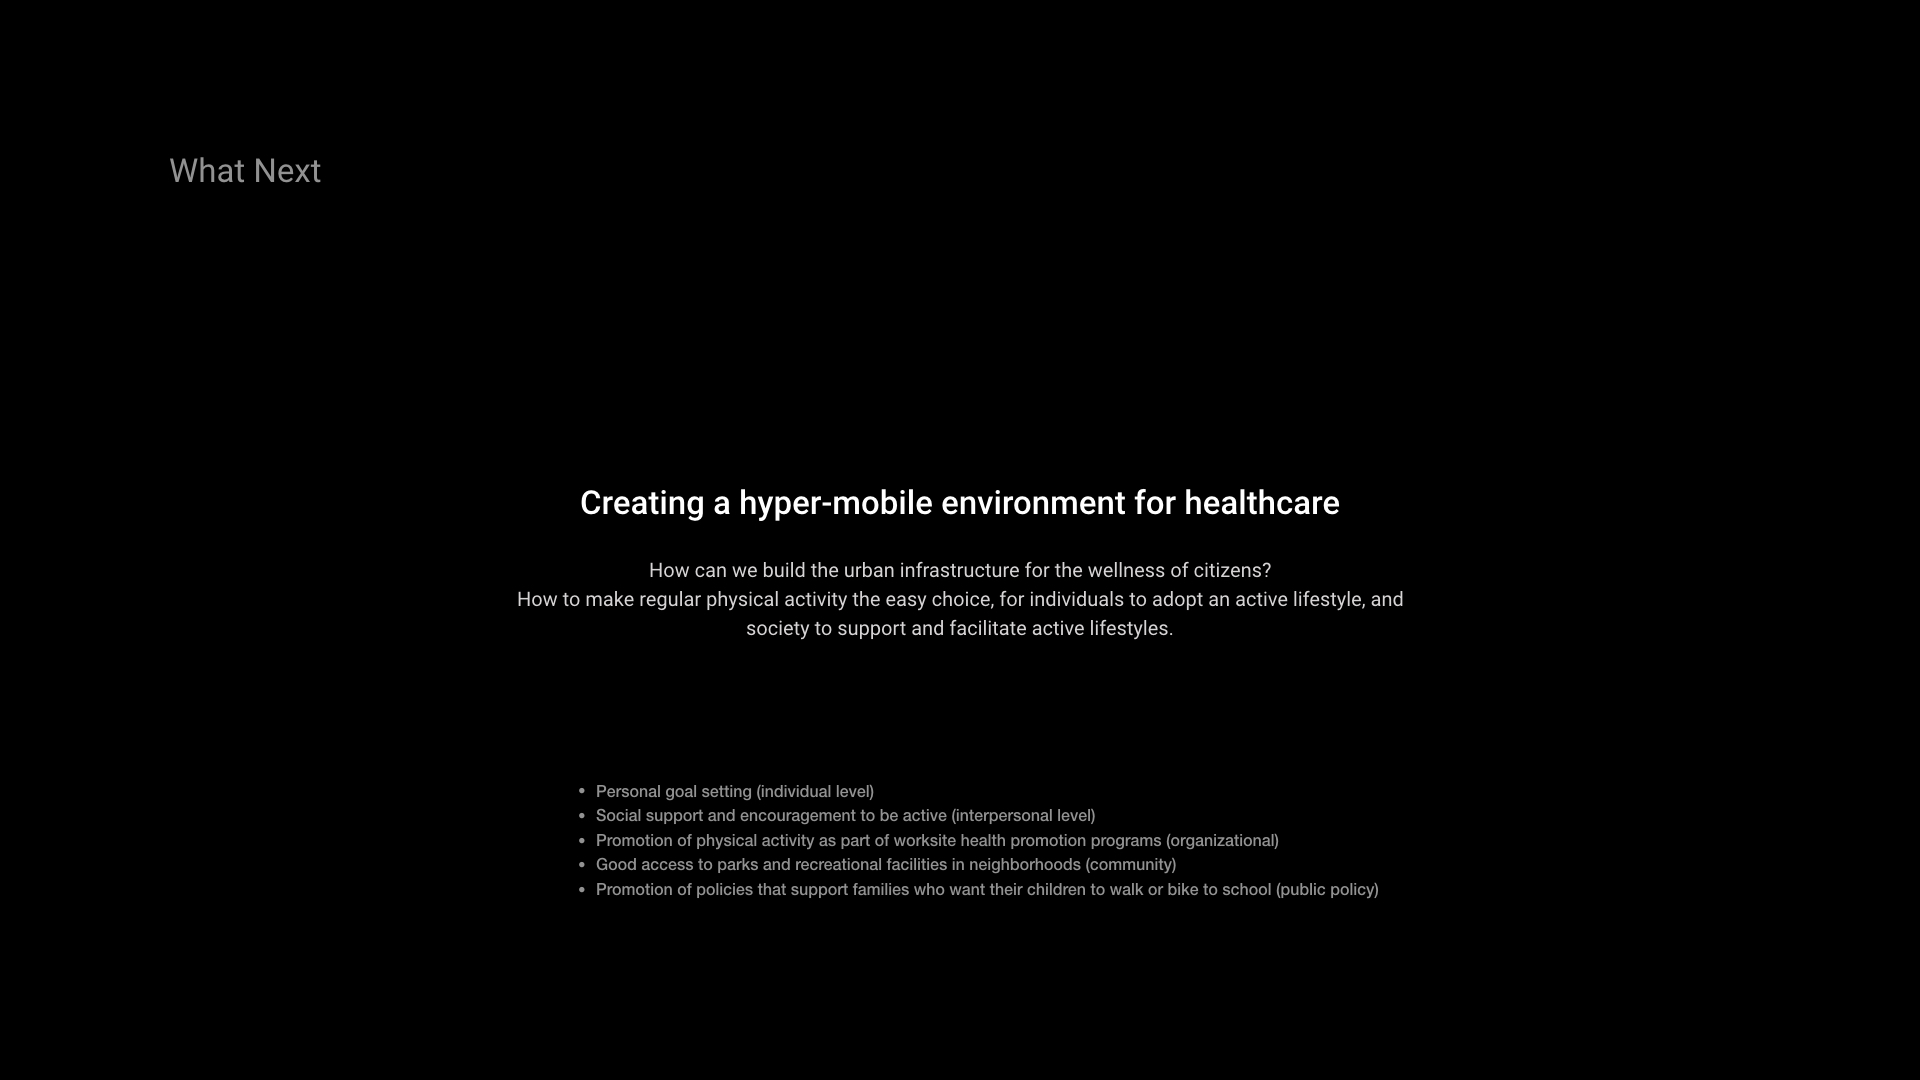 What Next
Creating a hyper-mobile environment for healthcare
How can we build the urban infrastructure for the wellness of citizens?
How to make regular physical activity the easy choice, for individuals to adopt an active lifestyle, and
society to support and facilitate active lifestyles.
• Personal goal setting (individual level)
• Social support and encouragement to be active (interpersonal level)
• Promotion of physical activity as part of worksite health promotion programs (organizational)
• Good access to parks and recreational facilities in neighborhoods (community)
• Promotion of policies that support families who want their children to walk or bike to school (public policy)